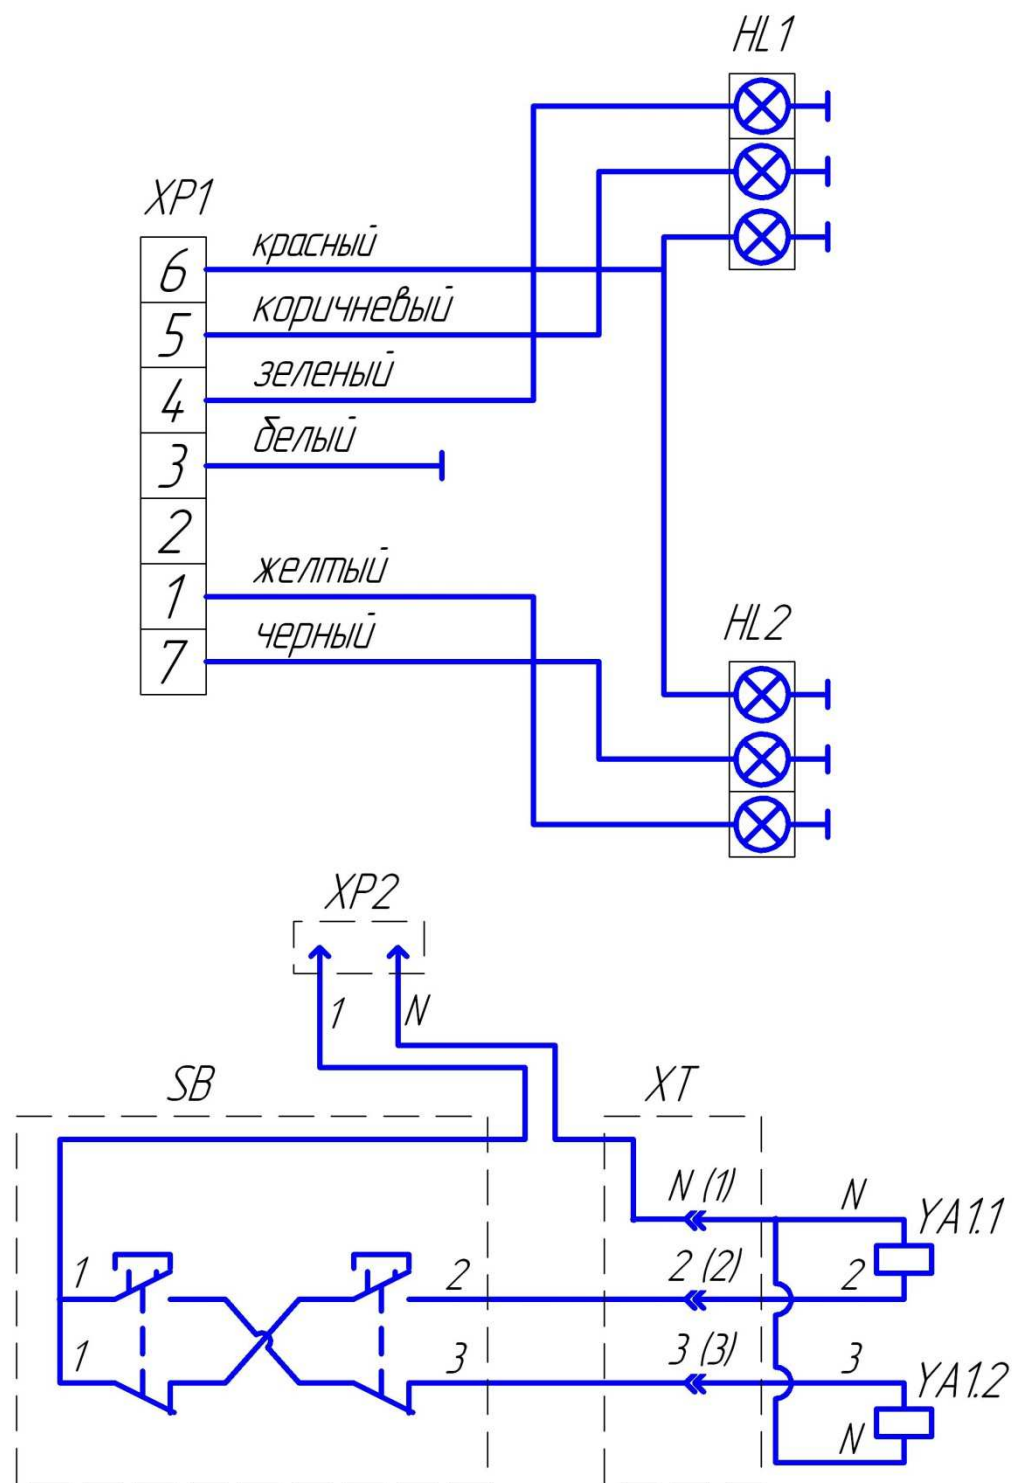 HL1
XP1
6 красный
5 коричневый
4 зеленый
3 белый
2
1 желтый
7 черный
HL2
XP2
1 N
SB XT
N (1) N YA1.1
1 2 2 (2) 2
1 3 3 (3) 3 YA1.2
N